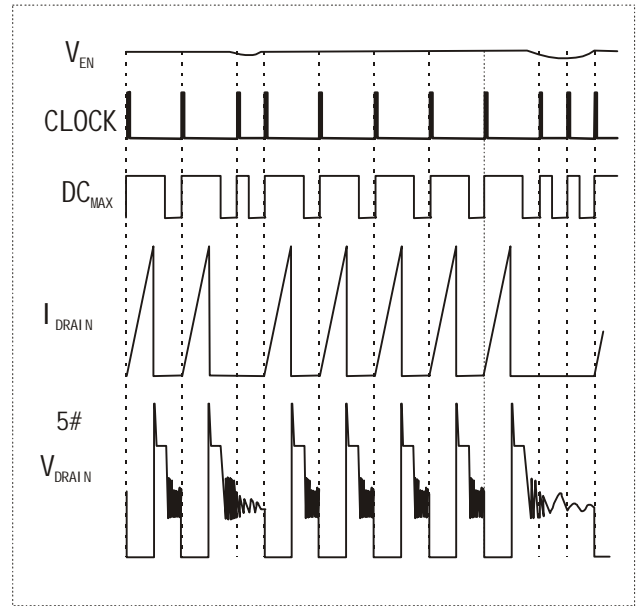 V_EN
CLOCK
DC_MAX
I_DRAIN
5#
V_DRAIN